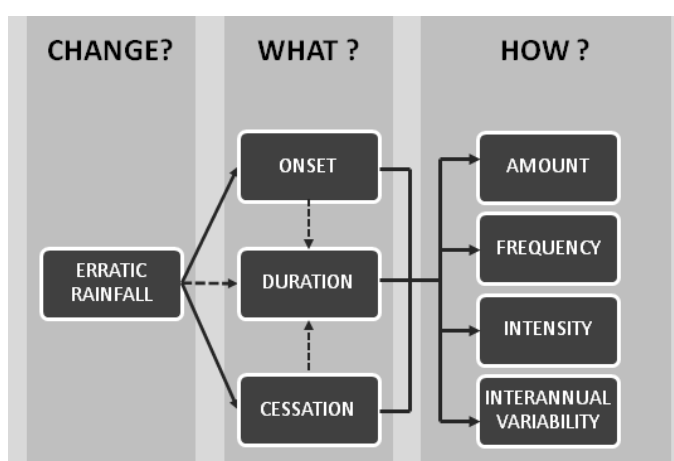 CHANGE?
WHAT ?
HOW ?
ERRATIC
RAINFALL
ONSET
DURATION
CESSATION
AMOUNT
FREQUENCY
INTENSITY
INTERANNUAL
VARIABILITY